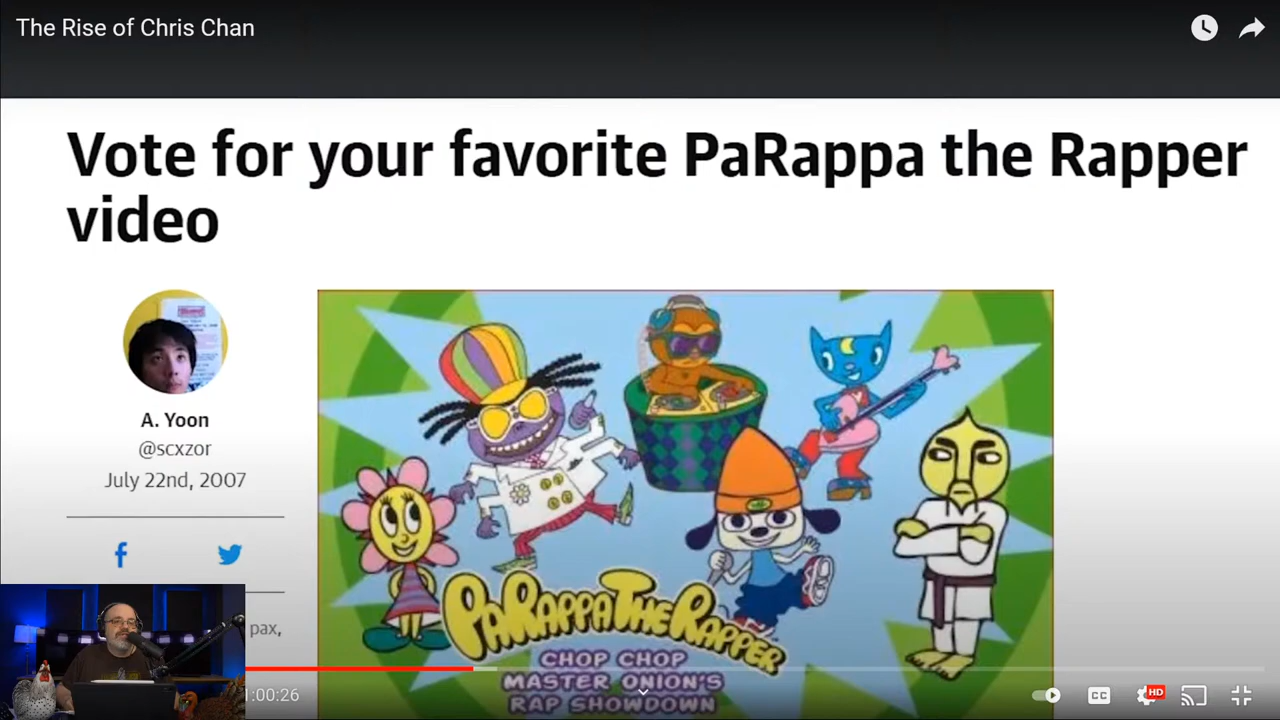 The Rise of Chris Chan
Vote for your favorite PaRappa the Rapper
video
A. Yoon
@scxzor
July 22nd, 2007
pax,
PaRappa The Rapper
CHOP CHOP
MASTER ONION'S
RAP SHOWDOWN
1:00:26
CC
HD